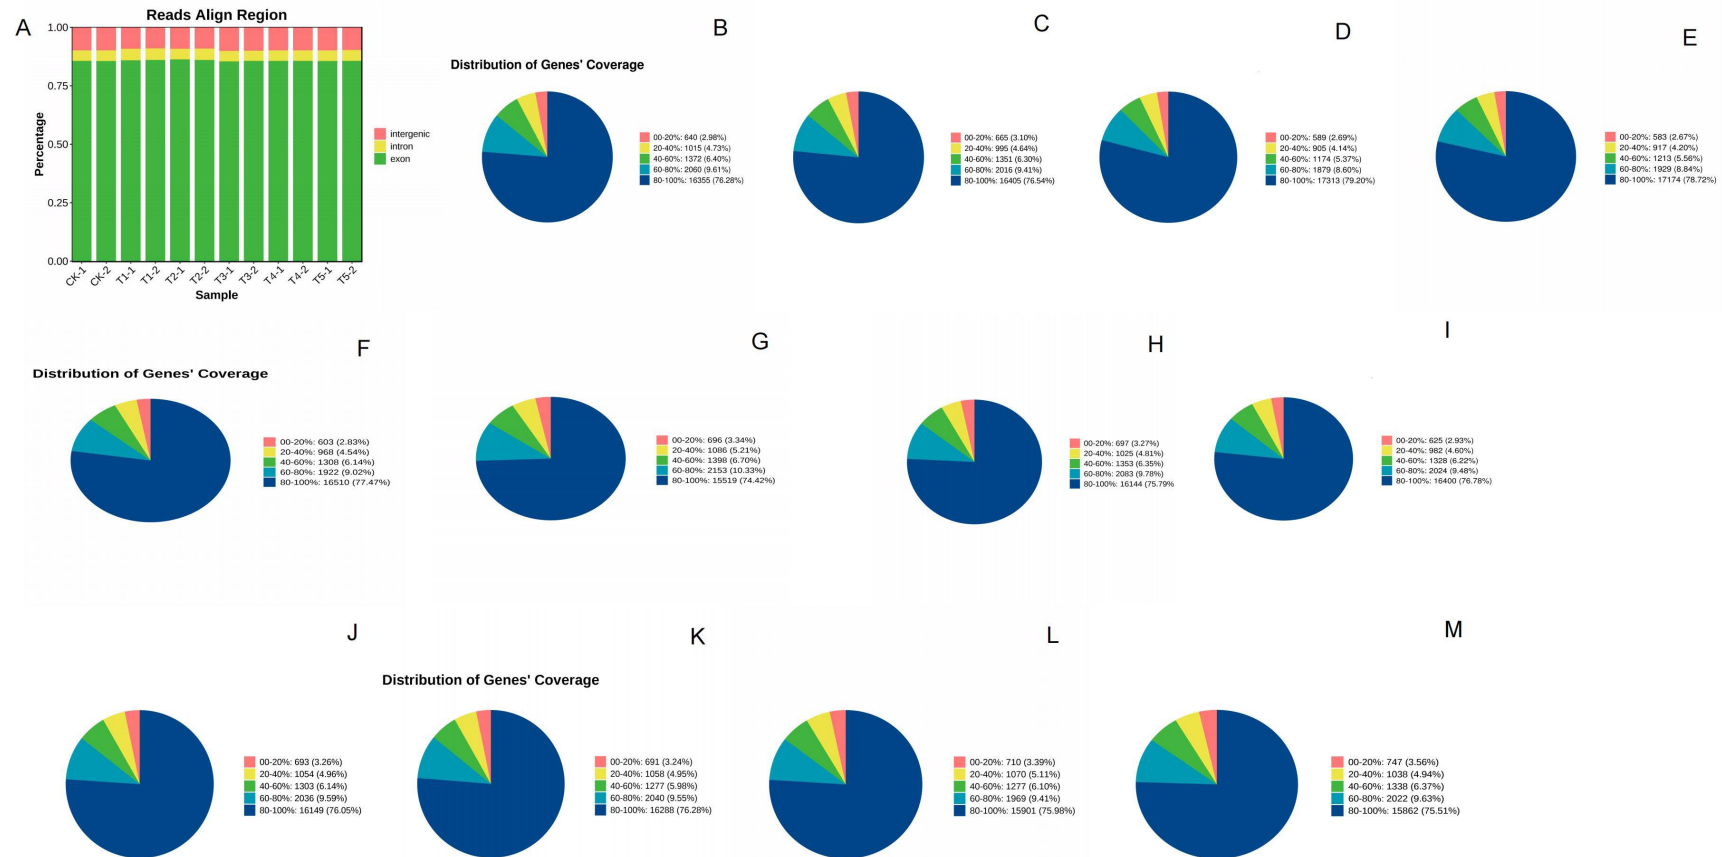 A
Reads Align Region
Percentage
1.00
0.75
0.50
0.25
0.00
CK-1
CK-2
T1-1
T1-2
T2-1
T2-2
T3-1
T3-2
T4-1
T4-2
T5-1
T5-2
Sample
intergenic
intron
exon
B
Distribution of Genes' Coverage
00-20%: 640 (2.98%)
20-40%: 1015 (4.73%)
40-60%: 1372 (6.40%)
60-80%: 2060 (9.61%)
80-100%: 16355 (76.28%)
C
00-20%: 665 (3.10%)
20-40%: 995 (4.64%)
40-60%: 1351 (6.30%)
60-80%: 2016 (9.41%)
80-100%: 16405 (76.54%)
D
00-20%: 589 (2.69%)
20-40%: 905 (4.14%)
40-60%: 1174 (5.37%)
60-80%: 1879 (8.60%)
80-100%: 17313 (79.20%)
E
00-20%: 583 (2.67%)
20-40%: 917 (4.20%)
40-60%: 1213 (5.56%)
60-80%: 1929 (8.84%)
80-100%: 17174 (78.72%)
F
Distribution of Genes' Coverage
00-20%: 603 (2.83%)
20-40%: 968 (4.54%)
40-60%: 1308 (6.14%)
60-80%: 1922 (9.02%)
80-100%: 16510 (77.47%)
G
00-20%: 696 (3.34%)
20-40%: 1086 (5.21%)
40-60%: 1398 (6.70%)
60-80%: 2153 (10.33%)
80-100%: 15519 (74.42%)
H
00-20%: 697 (3.27%)
20-40%: 1025 (4.81%)
40-60%: 1353 (6.35%)
60-80%: 2083 (9.78%)
80-100%: 16144 (75.79%
I
00-20%: 625 (2.93%)
20-40%: 982 (4.60%)
40-60%: 1328 (6.22%)
60-80%: 2024 (9.48%)
80-100%: 16400 (76.78%)
J
00-20%: 693 (3.26%)
20-40%: 1054 (4.96%)
40-60%: 1303 (6.14%)
60-80%: 2036 (9.59%)
80-100%: 16149 (76.05%)
K
Distribution of Genes' Coverage
00-20%: 691 (3.24%)
20-40%: 1058 (4.95%)
40-60%: 1277 (5.98%)
60-80%: 2040 (9.55%)
80-100%: 16288 (76.28%)
L
00-20%: 710 (3.39%)
20-40%: 1070 (5.11%)
40-60%: 1277 (6.10%)
60-80%: 1969 (9.41%)
80-100%: 15901 (75.98%)
M
00-20%: 747 (3.56%)
20-40%: 1038 (4.94%)
40-60%: 1338 (6.37%)
60-80%: 2022 (9.63%)
80-100%: 15862 (75.51%)